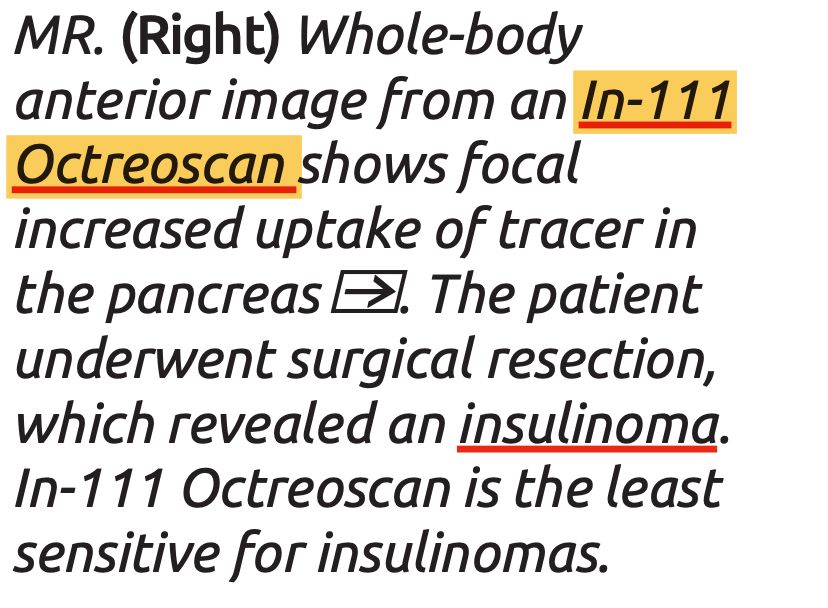 MR. (Right) Whole-body
anterior image from an In-111
Octreoscan shows focal
increased uptake of tracer in
the pancreas ➡. The patient
underwent surgical resection,
which revealed an insulinoma.
In-111 Octreoscan is the least
sensitive for insulinomas.